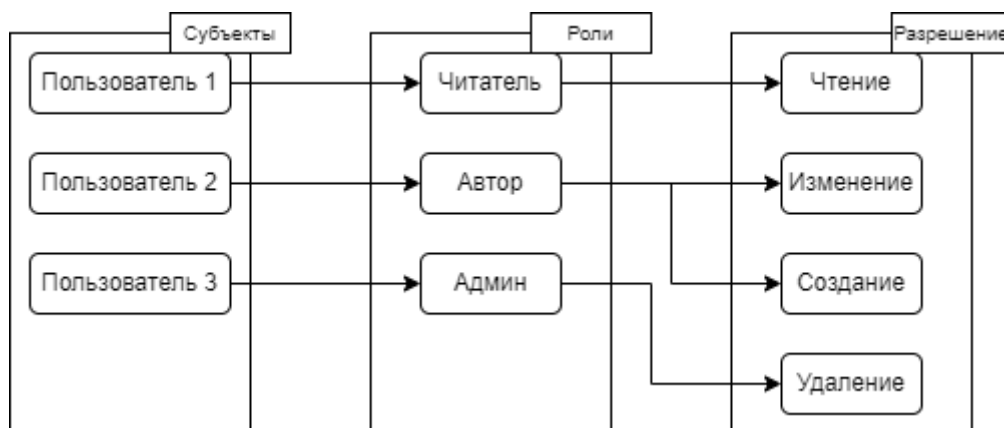 Субъекты
Роли
Разрешение
Пользователь 1
Читатель
Чтение
Пользователь 2
Автор
Изменение
Пользователь 3
Админ
Создание
Удаление